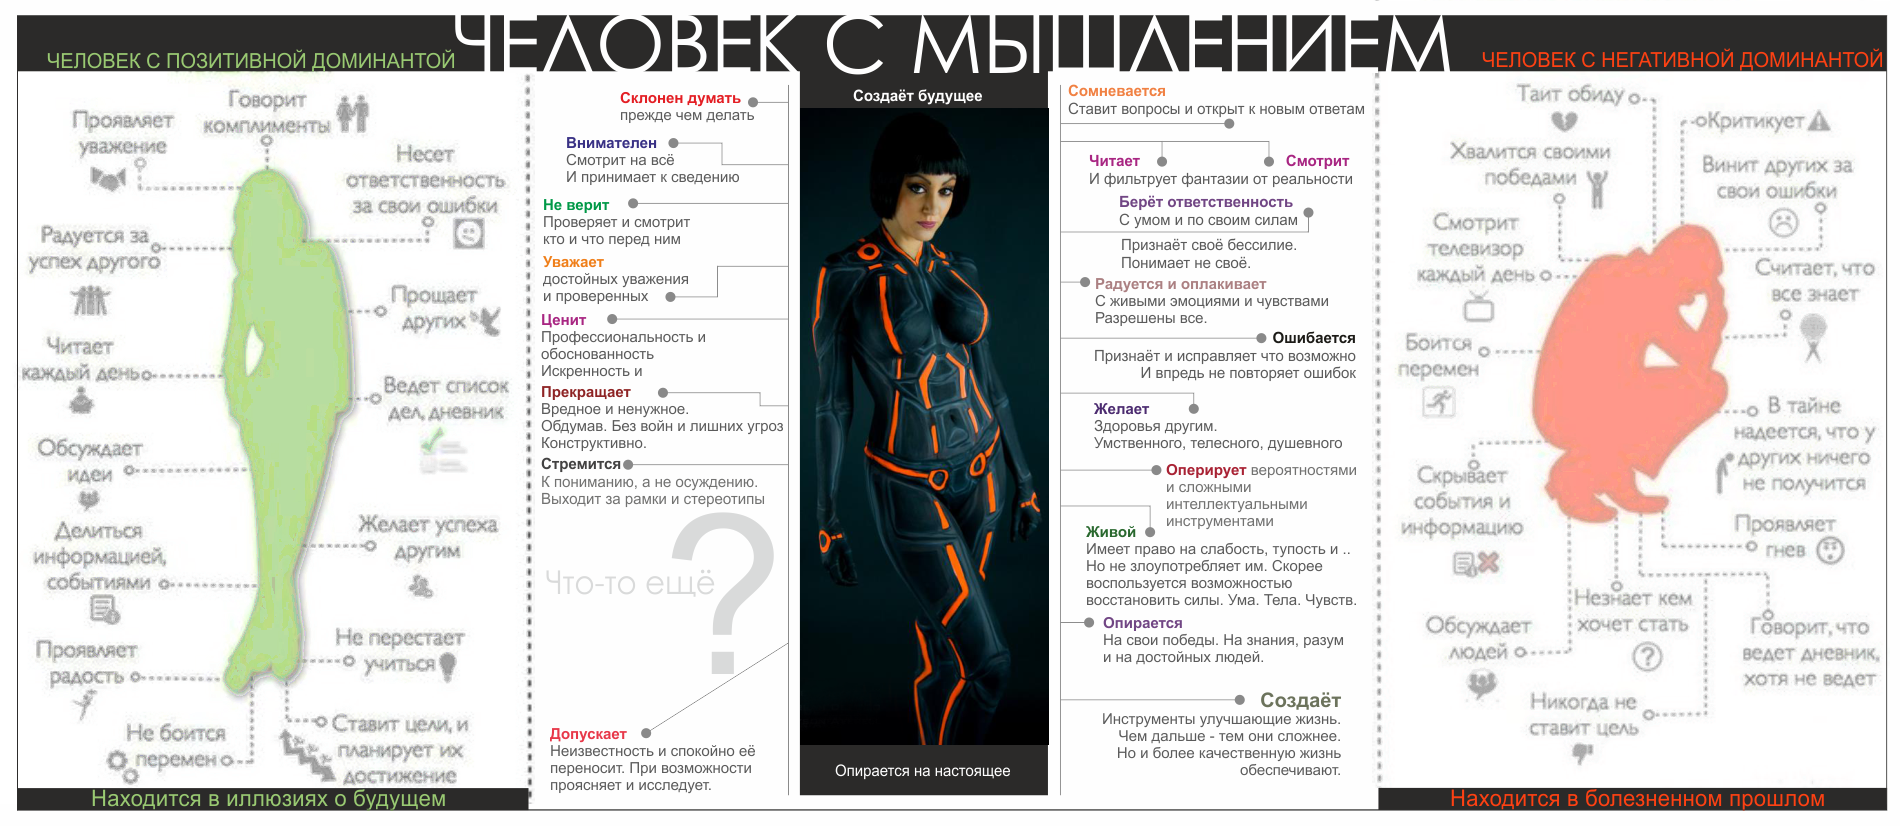 ЧЕЛОВЕК С МЫШЛЕНИЕМ
ЧЕЛОВЕК С ПОЗИТИВНОЙ ДОМИНАНТОЙ
Говорит
комплименты
Проявляет
уважение
Несет
ответственность
за свои ошибки
Радуется за
успех другого
Прощает
других
Читает
каждый день
Ведет список
дел, дневник
Обсуждает
идеи
Делиться
информацией,
событиями
Желает успеха
другим
Проявляет
радость
Не перестает
учиться
Не боится
перемен
Ставит цели, и
планирует их
достижение
Находится в иллюзиях о будущем
Склонен думать
прежде чем делать
Внимателен
Смотрит на всё
И принимает к сведению
Не верит
Проверяет и смотрит
кто и что перед ним
Уважает
достойных уважения
и проверенных
Ценит
Профессиональность и
обоснованность
Искренность и
Прекращает
Вредное и ненужное.
Обдумав. Без войн и лишних угроз
Конструктивно.
Стремится
К пониманию, а не осуждению.
Выходит за рамки и стереотипы
Что-то ещё
?
Допускает
Неизвестность и спокойно её
переносит. При возможности
проясняет и исследует.
Создаёт будущее
Опирается на настоящее
Сомневается
Ставит вопросы и открыт к новым ответам
Читает Смотрит
И фильтрует фантазии от реальности
Берёт ответственность
С умом и по своим силам
Признаёт своё бессилие.
Понимает не своё.
Радуется и оплакивает
С живыми эмоциями и чувствами
Разрешены все.
Ошибается
Признаёт и исправляет что возможно
И впредь не повторяет ошибок
Желает
Здоровья другим.
Умственного, телесного, душевного
Оперирует вероятностями
и сложными
интеллектуальными
инструментами
Живой
Имеет право на слабость, тупость и ..
Но не злоупотребляет им. Скорее
воспользуется возможностью
восстановить силы. Ума. Тела. Чувств.
Опирается
На свои победы. На знания, разум
и на достойных людей.
Создаёт
Инструменты улучшающие жизнь.
Чем дальше - тем они сложнее.
Но и более качественную жизнь
обеспечивают.
ЧЕЛОВЕК С НЕГАТИВНОЙ ДОМИНАНТОЙ
Таит обиду
Критикует
Хвалится своими
победами
Винит других за
свои ошибки
Смотрит
телевизор
каждый день
Считает, что
все знает
Боится
перемен
В тайне
надеется, что у
других ничего
не получится
Скрывает
события и
информацию
Проявляет
гнев
Незнает кем
хочет стать
Обсуждает
людей
Говорит, что
ведет дневник,
хотя не ведет
Никогда не
ставит цель
Находится в болезненном прошлом